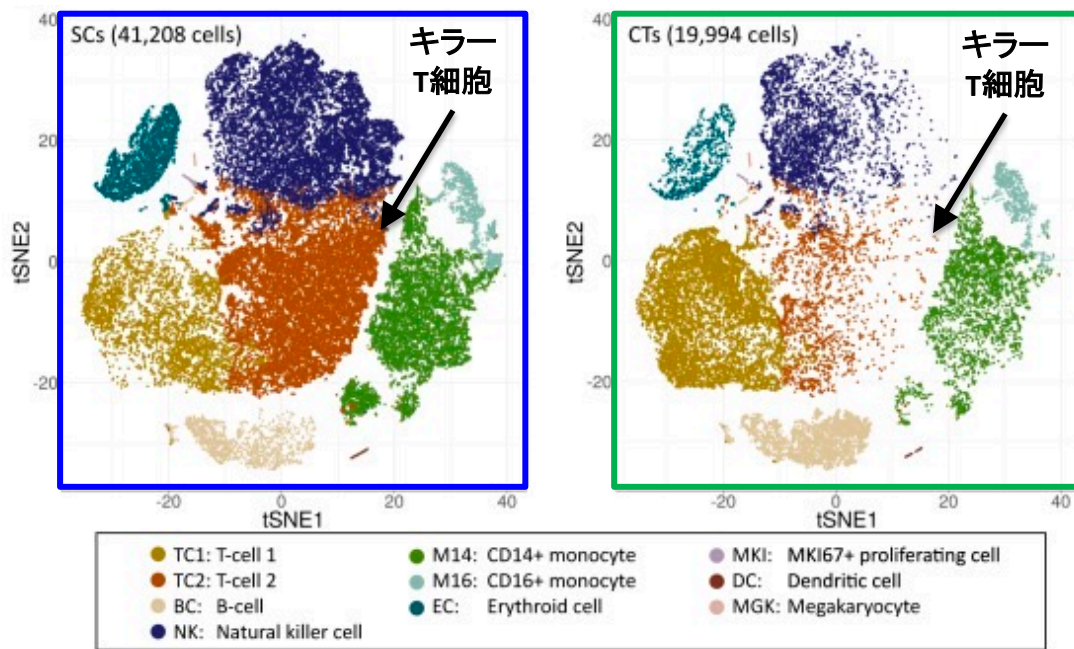 SCs (41,208 cells)
キラー
T細胞
40
20
0
-20
tSNE2
-20
0
20
40
tSNE1
CTs (19,994 cells)
キラー
T細胞
40
20
0
-20
tSNE2
-20
0
20
40
tSNE1
TC1: T-cell 1
TC2: T-cell 2
BC: B-cell
NK: Natural killer cell
M14: CD14+ monocyte
M16: CD16+ monocyte
EC: Erythroid cell
MKI: MKI67+ proliferating cell
DC: Dendritic cell
MGK: Megakaryocyte